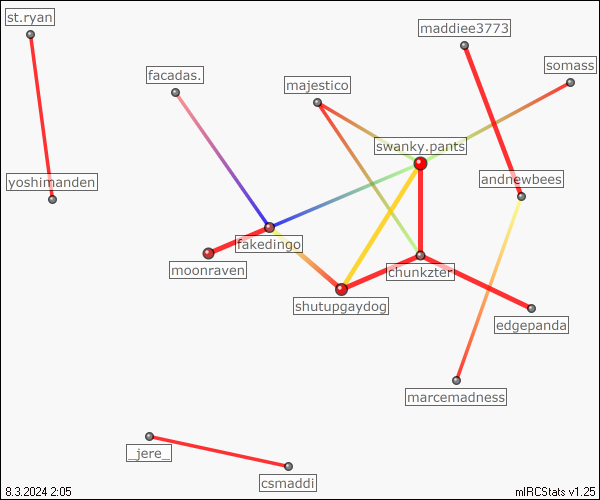 st.ryan
maddiee3773
somass
facadas.
majestico
swanky.pants
yoshimanden
andnewbees
fakedingo
moonraven
chunkzter
shutupgaydog
edgepanda
marcemadness
_jere_
csmaddi
8.3.2024 2:05
mIRCStats v1.25